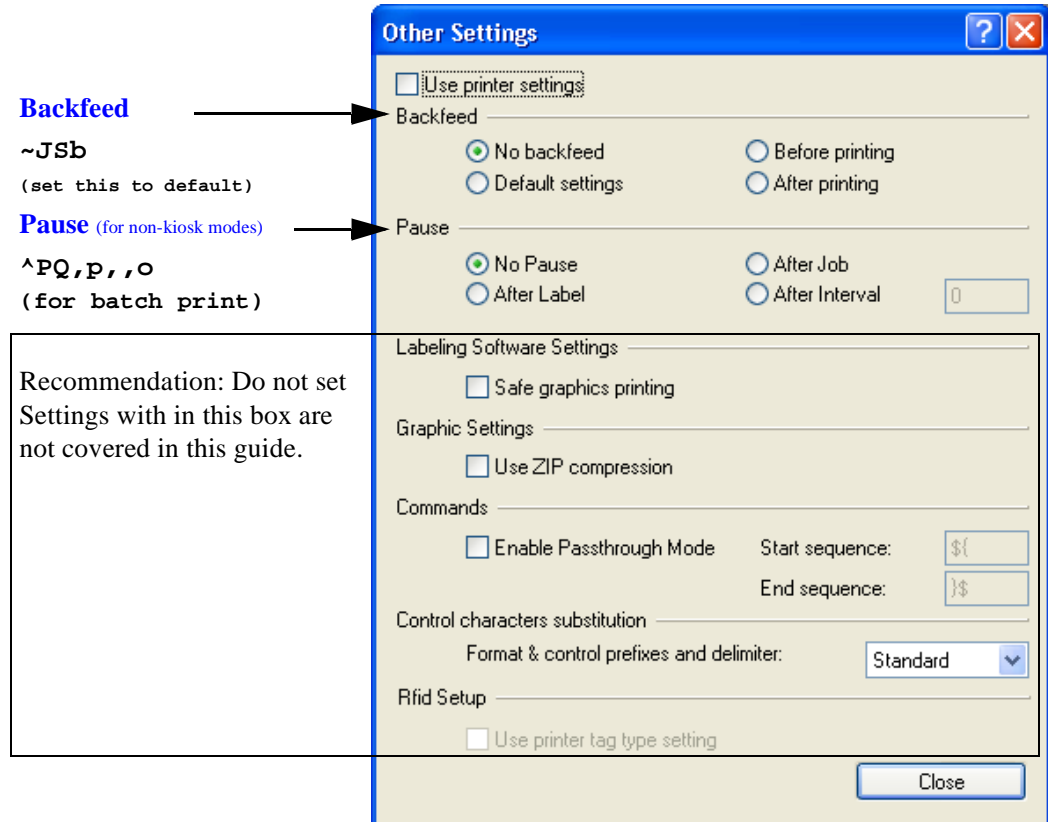 Other Settings
Use printer settings
Backfeed
~JSb
(set this to default)
Backfeed
No backfeed
Before printing
Default settings
After printing
Pause (for non-kiosk modes)
^PQ,p,,o
(for batch print)
Pause
No Pause
After Job
After Label
After Interval
0
Recommendation: Do not set
Settings with in this box are
not covered in this guide.
Labeling Software Settings
Safe graphics printing
Graphic Settings
Use ZIP compression
Commands
Enable Passthrough Mode
Start sequence:
${
End sequence:
}$
Control characters substitution
Format & control prefixes and delimiter:
Standard
Rfid Setup
Use printer tag type setting
Close